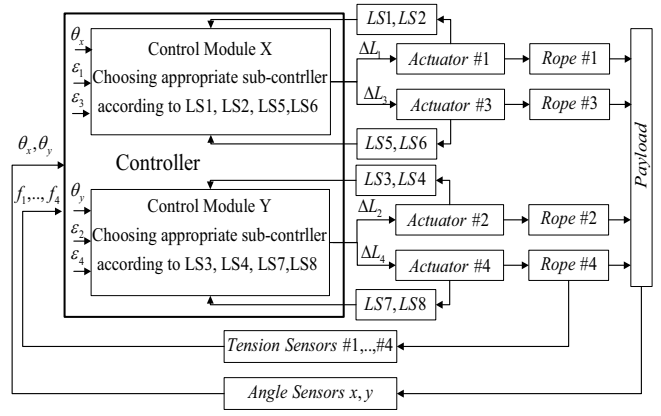 LS1, LS2
θx
Control Module X
ε1
Choosing appropriate sub-contrller
ε3
according to LS1, LS2, LS5,LS6
ΔL1
Actuator #1
Rope #1
ΔL3
Actuator #3
Rope #3
LS5, LS6
θx, θy
Controller
Payload
f1,.., f4
LS3, LS4
θy
Control Module Y
ε2
Choosing appropriate sub-contrller
ε4
according to LS3, LS4, LS7,LS8
ΔL2
Actuator #2
Rope #2
ΔL4
Actuator #4
Rope #4
LS7, LS8
Tension Sensors #1,..,#4
Angle Sensors x, y